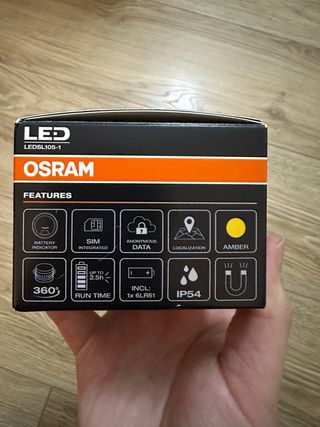 LED
LEDSL105-1
OSRAM
FEATURES
BATTERY
INDICATOR
SIM
INTEGRATED
ANONYMOUS
DATA
LOCALIZATION
AMBER
360°
UP TO
2.5h
RUN TIME
INCL:
1x 6LR61
IP54